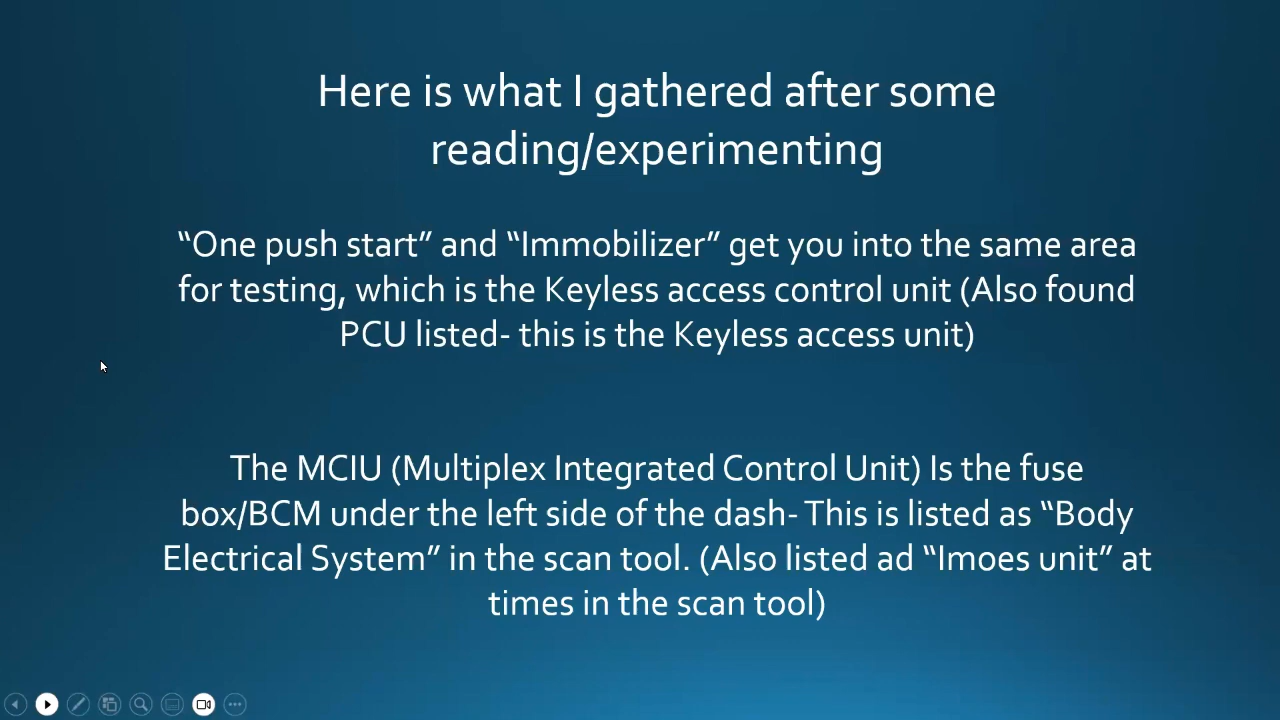 Here is what I gathered after some
reading/experimenting
“One push start” and “Immobilizer” get you into the same area
for testing, which is the Keyless access control unit (Also found
PCU listed- this is the Keyless access unit)
The MCIU (Multiplex Integrated Control Unit) Is the fuse
box/BCM under the left side of the dash- This is listed as “Body
Electrical System” in the scan tool. (Also listed ad “Imoes unit” at
times in the scan tool)